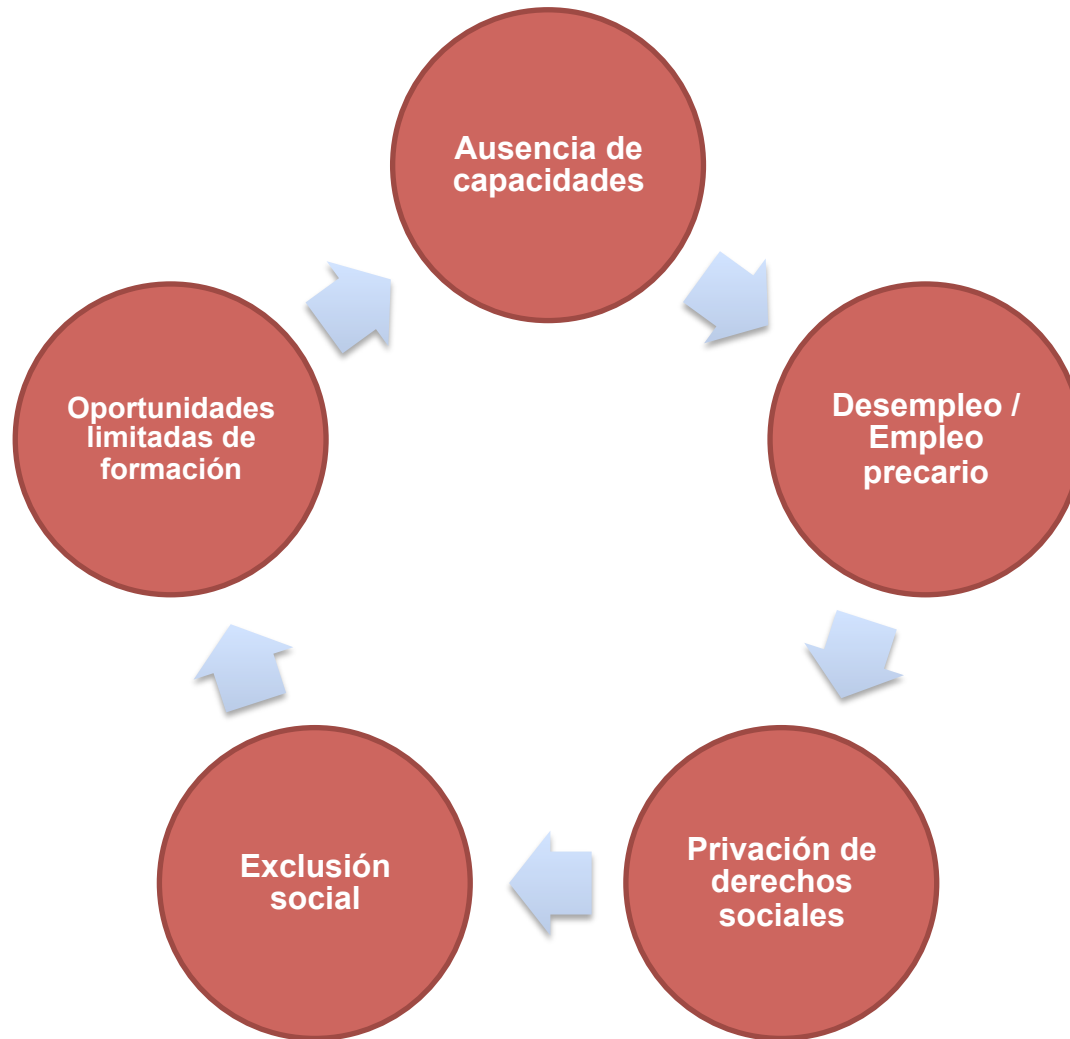 Ausencia de
capacidades
Desempleo /
Empleo
precario
Privación de
derechos
sociales
Exclusión
social
Oportunidades
limitadas de
formación